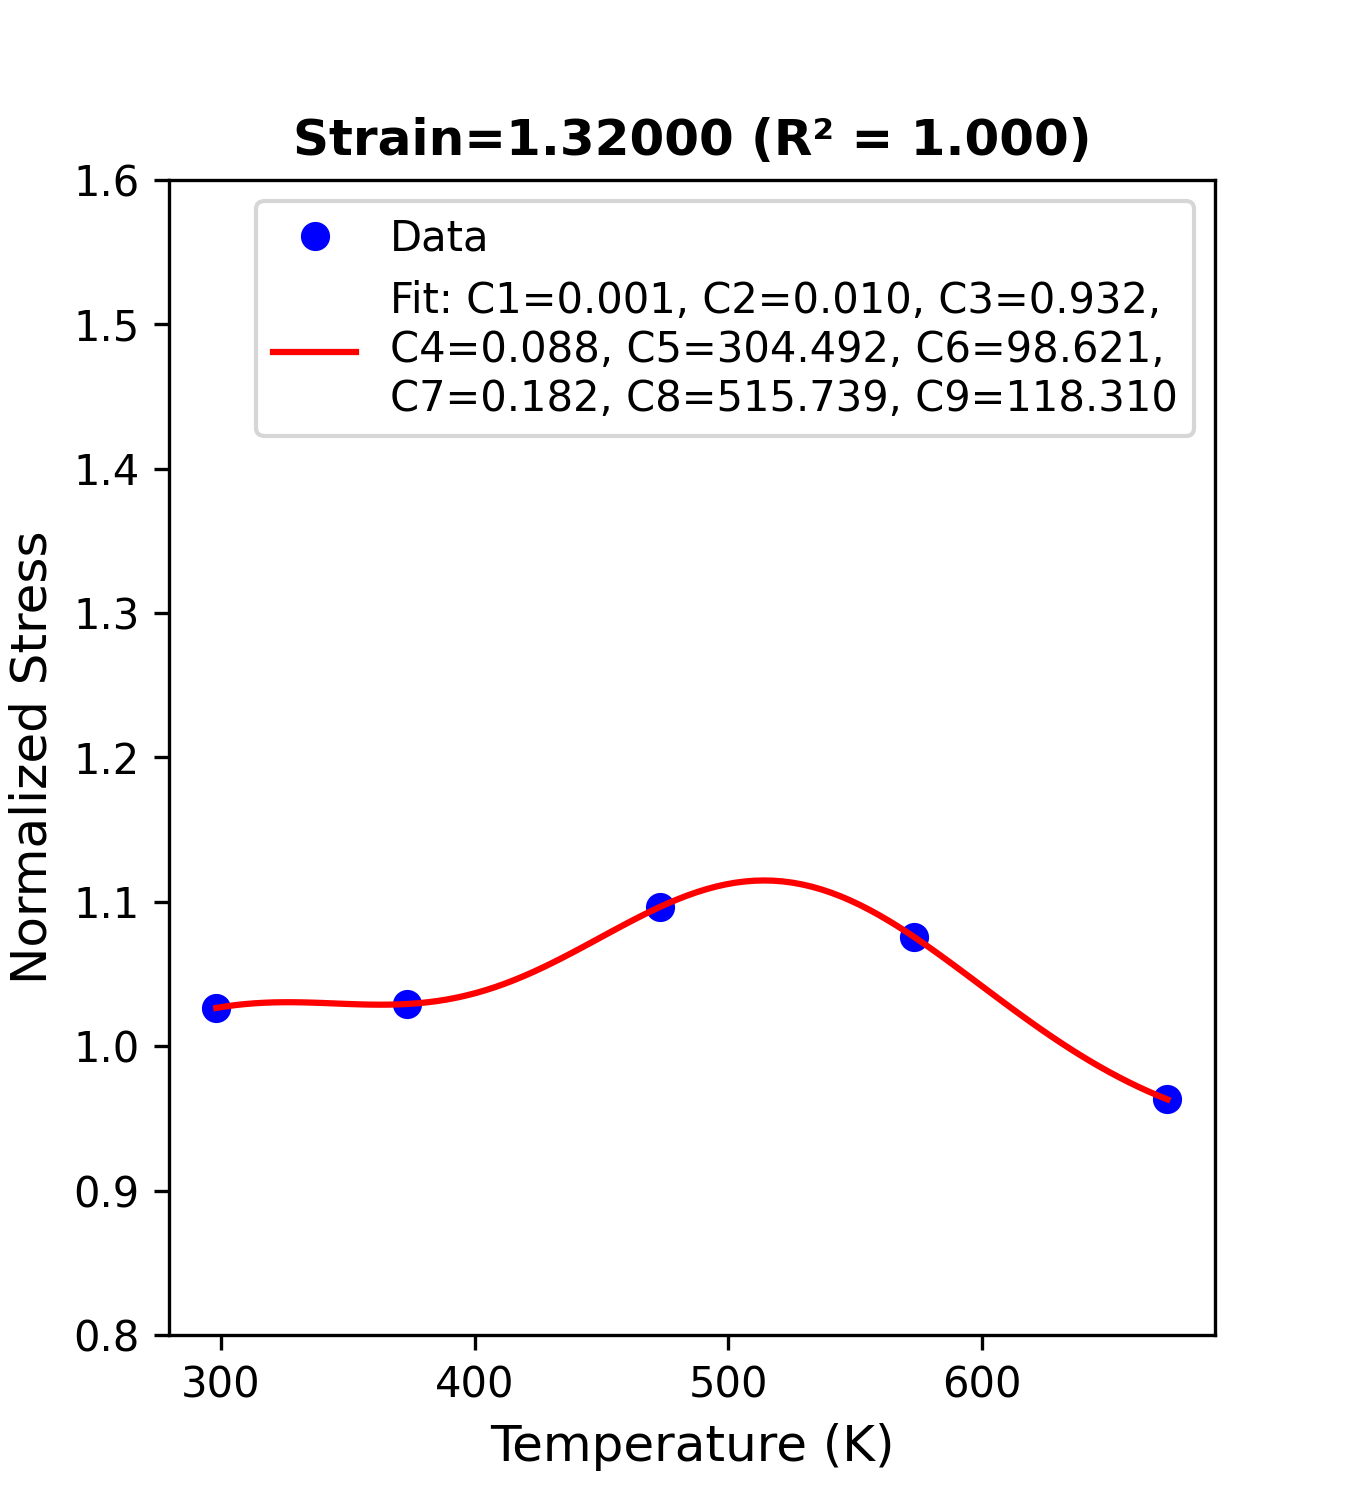 Strain=1.32000 (R² = 1.000)
1.6
1.5
1.4
1.3
1.2
1.1
1.0
0.9
0.8
Data
Fit: C1=0.001, C2=0.010, C3=0.932,
C4=0.088, C5=304.492, C6=98.621,
C7=0.182, C8=515.739, C9=118.310
Normalized Stress
300 400 500 600
Temperature (K)